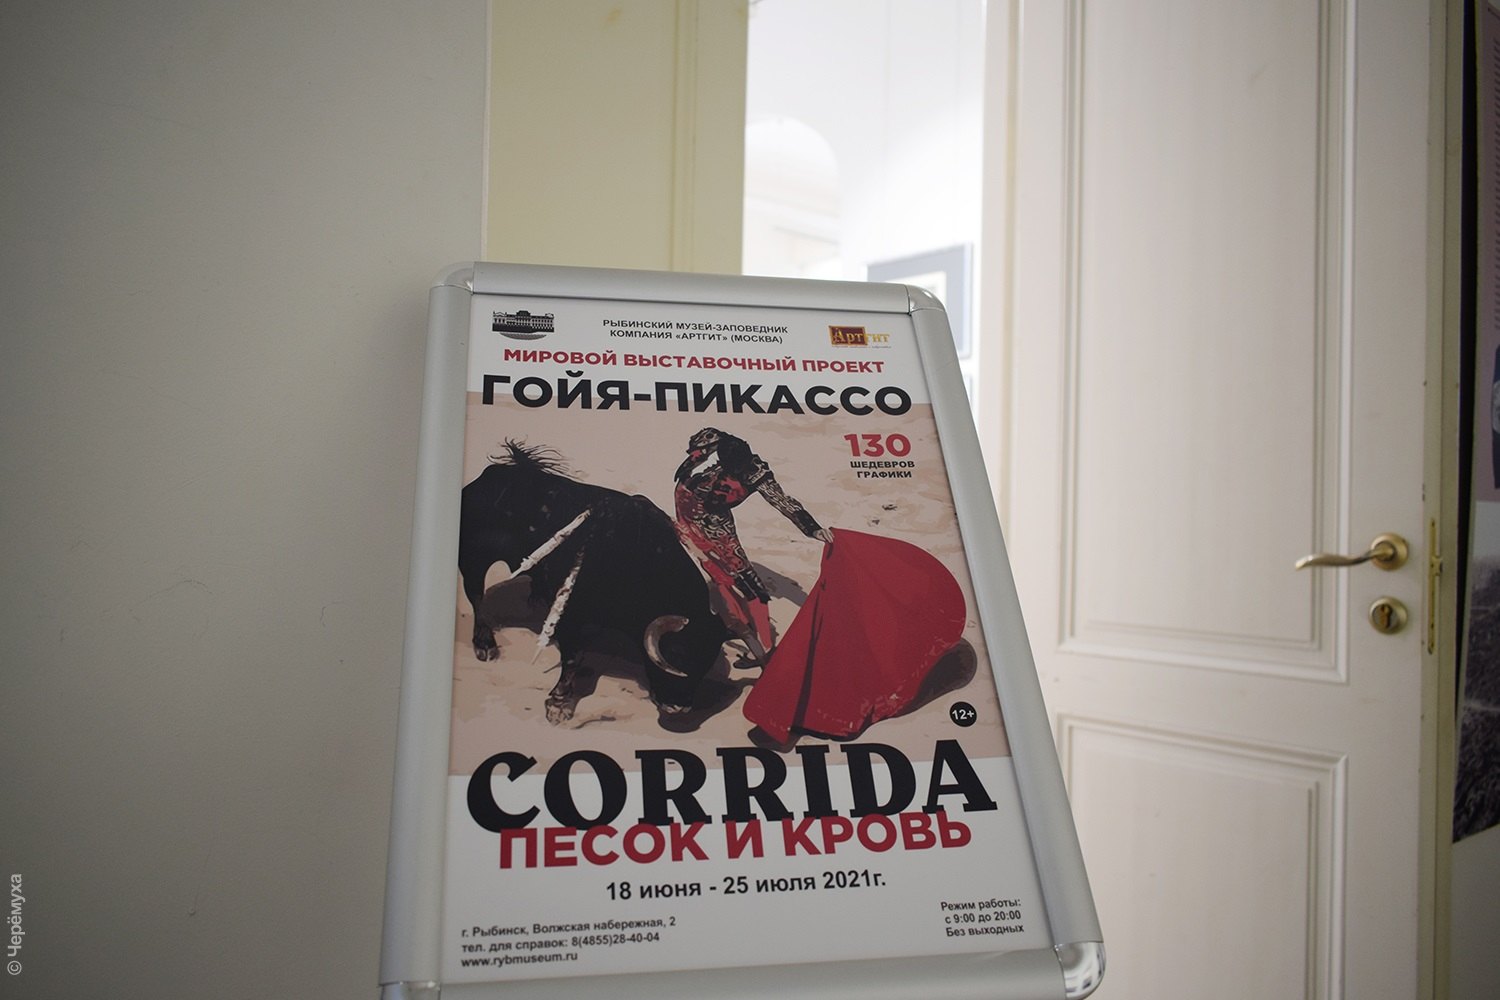 РЫБИНСКИЙ МУЗЕЙ-ЗАПОВЕДНИК
КОМПАНИЯ «АРТГИТ» (МОСКВА)
Артгит
МИРОВОЙ ВЫСТАВОЧНЫЙ ПРОЕКТ
ГОЙЯ-ПИКАССО
130
ШЕДЕВРОВ
ГРАФИКИ
12+
CORRIDA
ПЕСОК И КРОВЬ
18 июня - 25 июля 2021г.
г. Рыбинск, Волжская набережная, 2
тел. для справок: 8(4855)28-40-04
www.rybmuseum.ru
Режим работы:
с 9:00 до 20:00
Без выходных
© Черёмуха